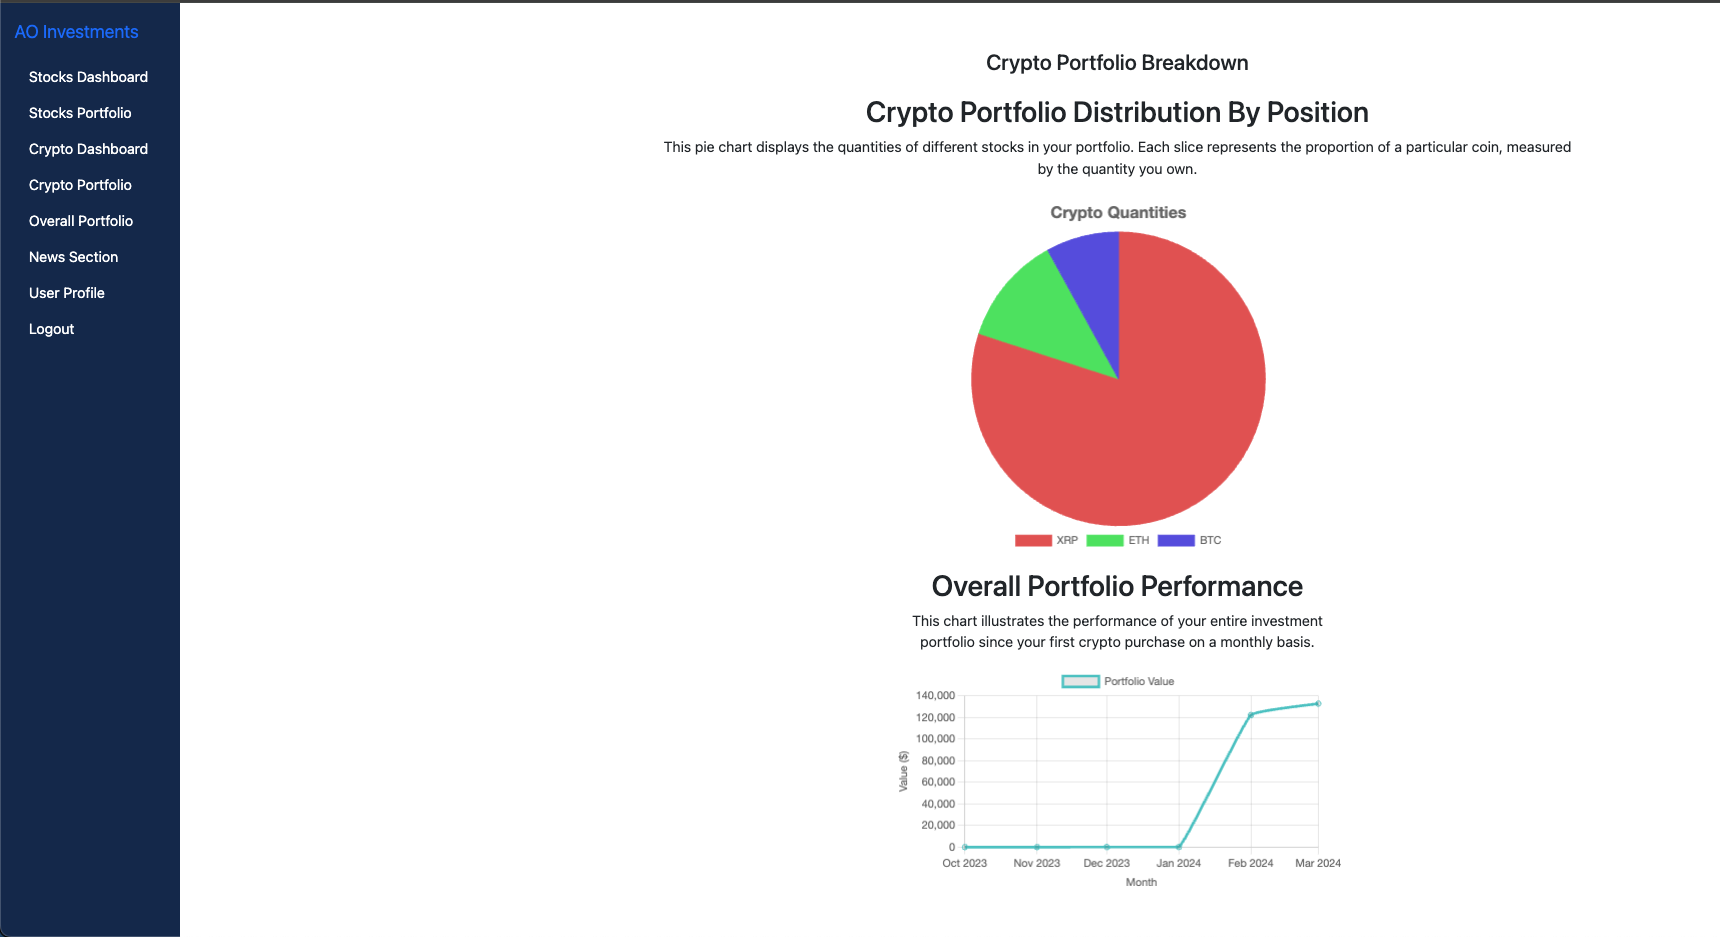 AO Investments
Stocks Dashboard
Stocks Portfolio
Crypto Dashboard
Crypto Portfolio
Overall Portfolio
News Section
User Profile
Logout
Crypto Portfolio Breakdown
Crypto Portfolio Distribution By Position
This pie chart displays the quantities of different stocks in your portfolio. Each slice represents the proportion of a particular coin, measured
by the quantity you own.
Crypto Quantities
XRP ETH BTC
Overall Portfolio Performance
This chart illustrates the performance of your entire investment
portfolio since your first crypto purchase on a monthly basis.
Portfolio Value
Value ($)
140,000
120,000
100,000
80,000
60,000
40,000
20,000
0
Oct 2023 Nov 2023 Dec 2023 Jan 2024 Feb 2024 Mar 2024
Month